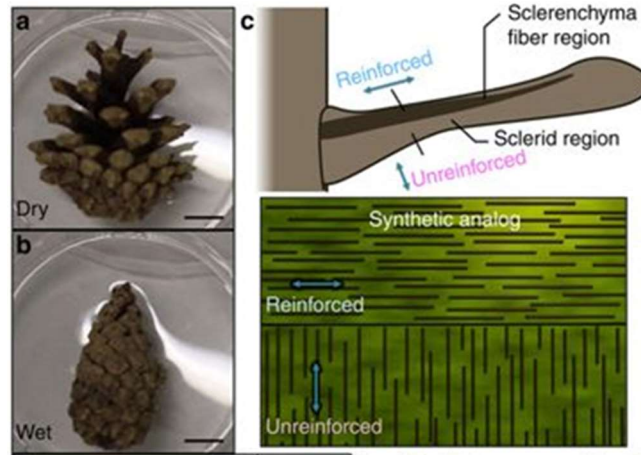 a
Dry
b
Wet
c
Sclerenchyma
fiber region
Reinforced
Sclerid region
Unreinforced
Synthetic analog
Reinforced
Unreinforced